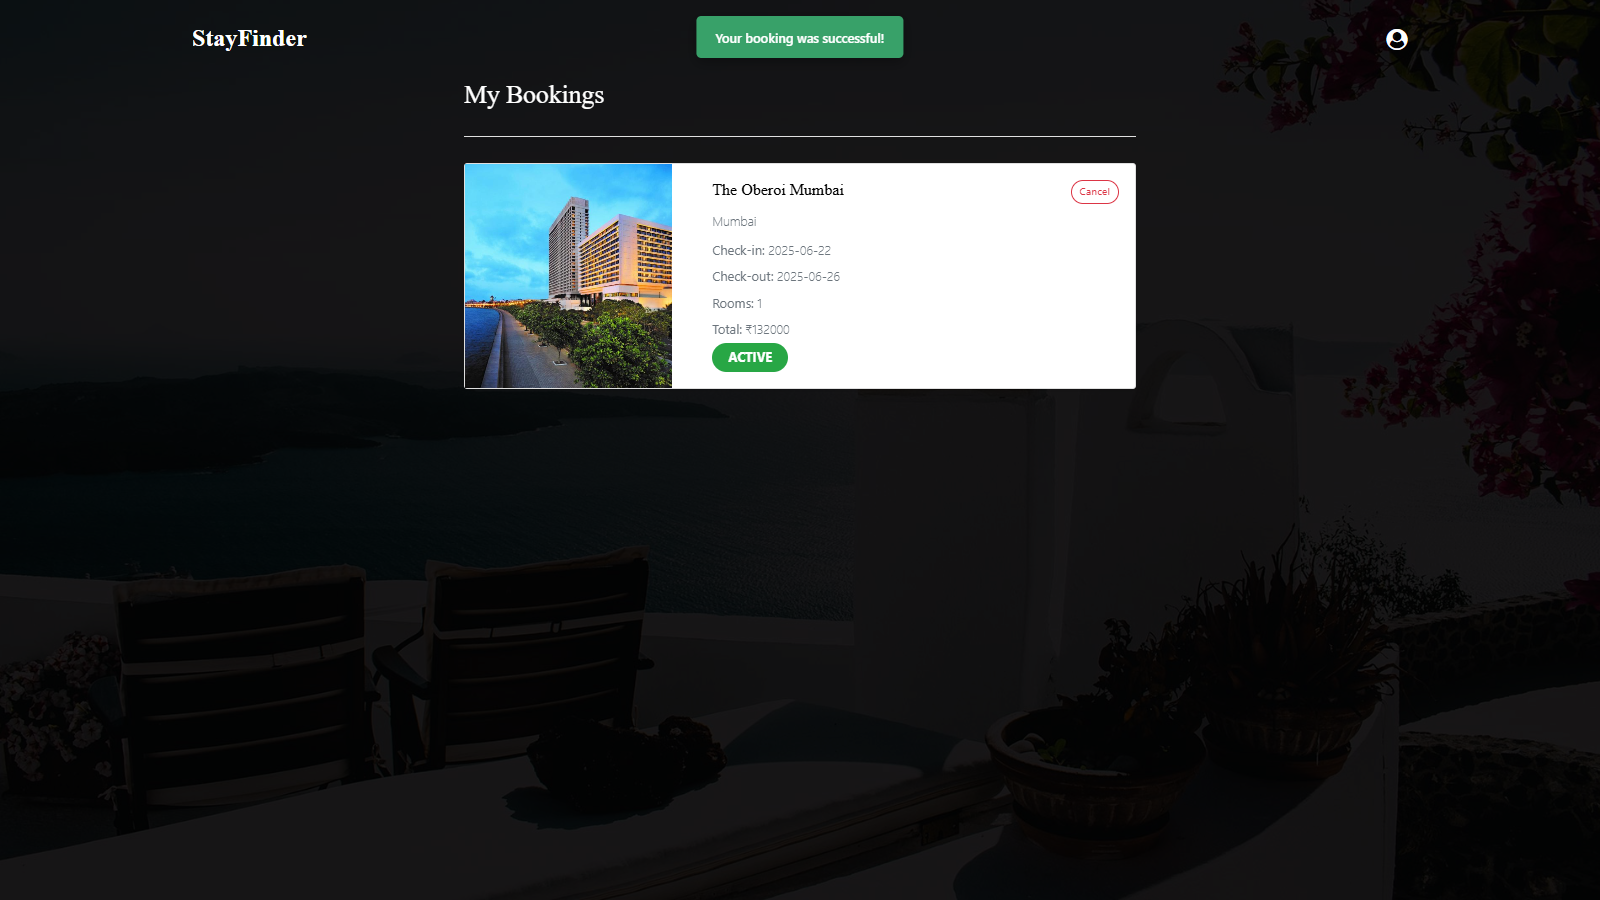 StayFinder
Your booking was successful!
My Bookings
The Oberoi Mumbai
Cancel
Mumbai
Check-in: 2025-06-22
Check-out: 2025-06-26
Rooms: 1
Total: ₹132000
ACTIVE